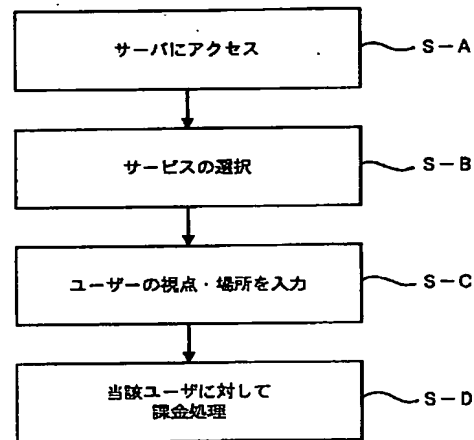 サーバにアクセス
S-A
サービスの選択
S-B
ユーザーの視点・場所を入力
S-C
当該ユーザに対して
課金処理
S-D